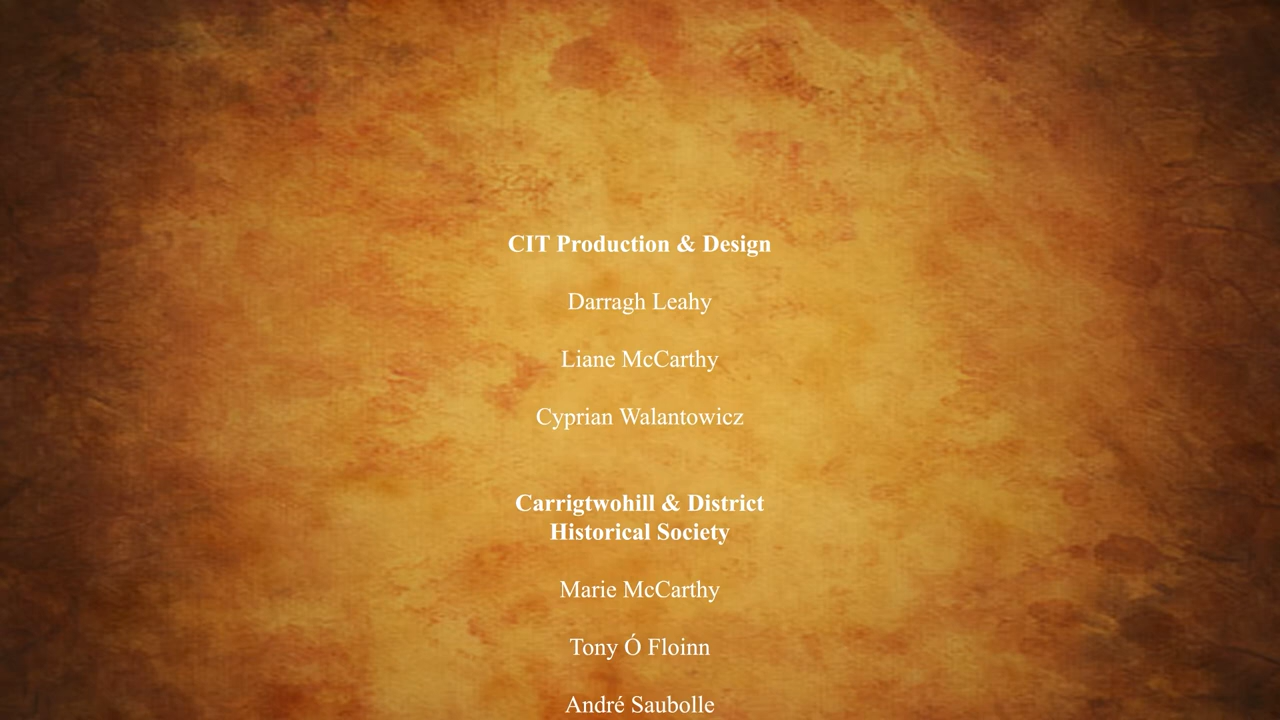 CIT Production & Design
Darragh Leahy
Liane McCarthy
Cyprian Walantowicz
Carrigtwohill & District
Historical Society
Marie McCarthy
Tony Ó Floinn
André Saubolle